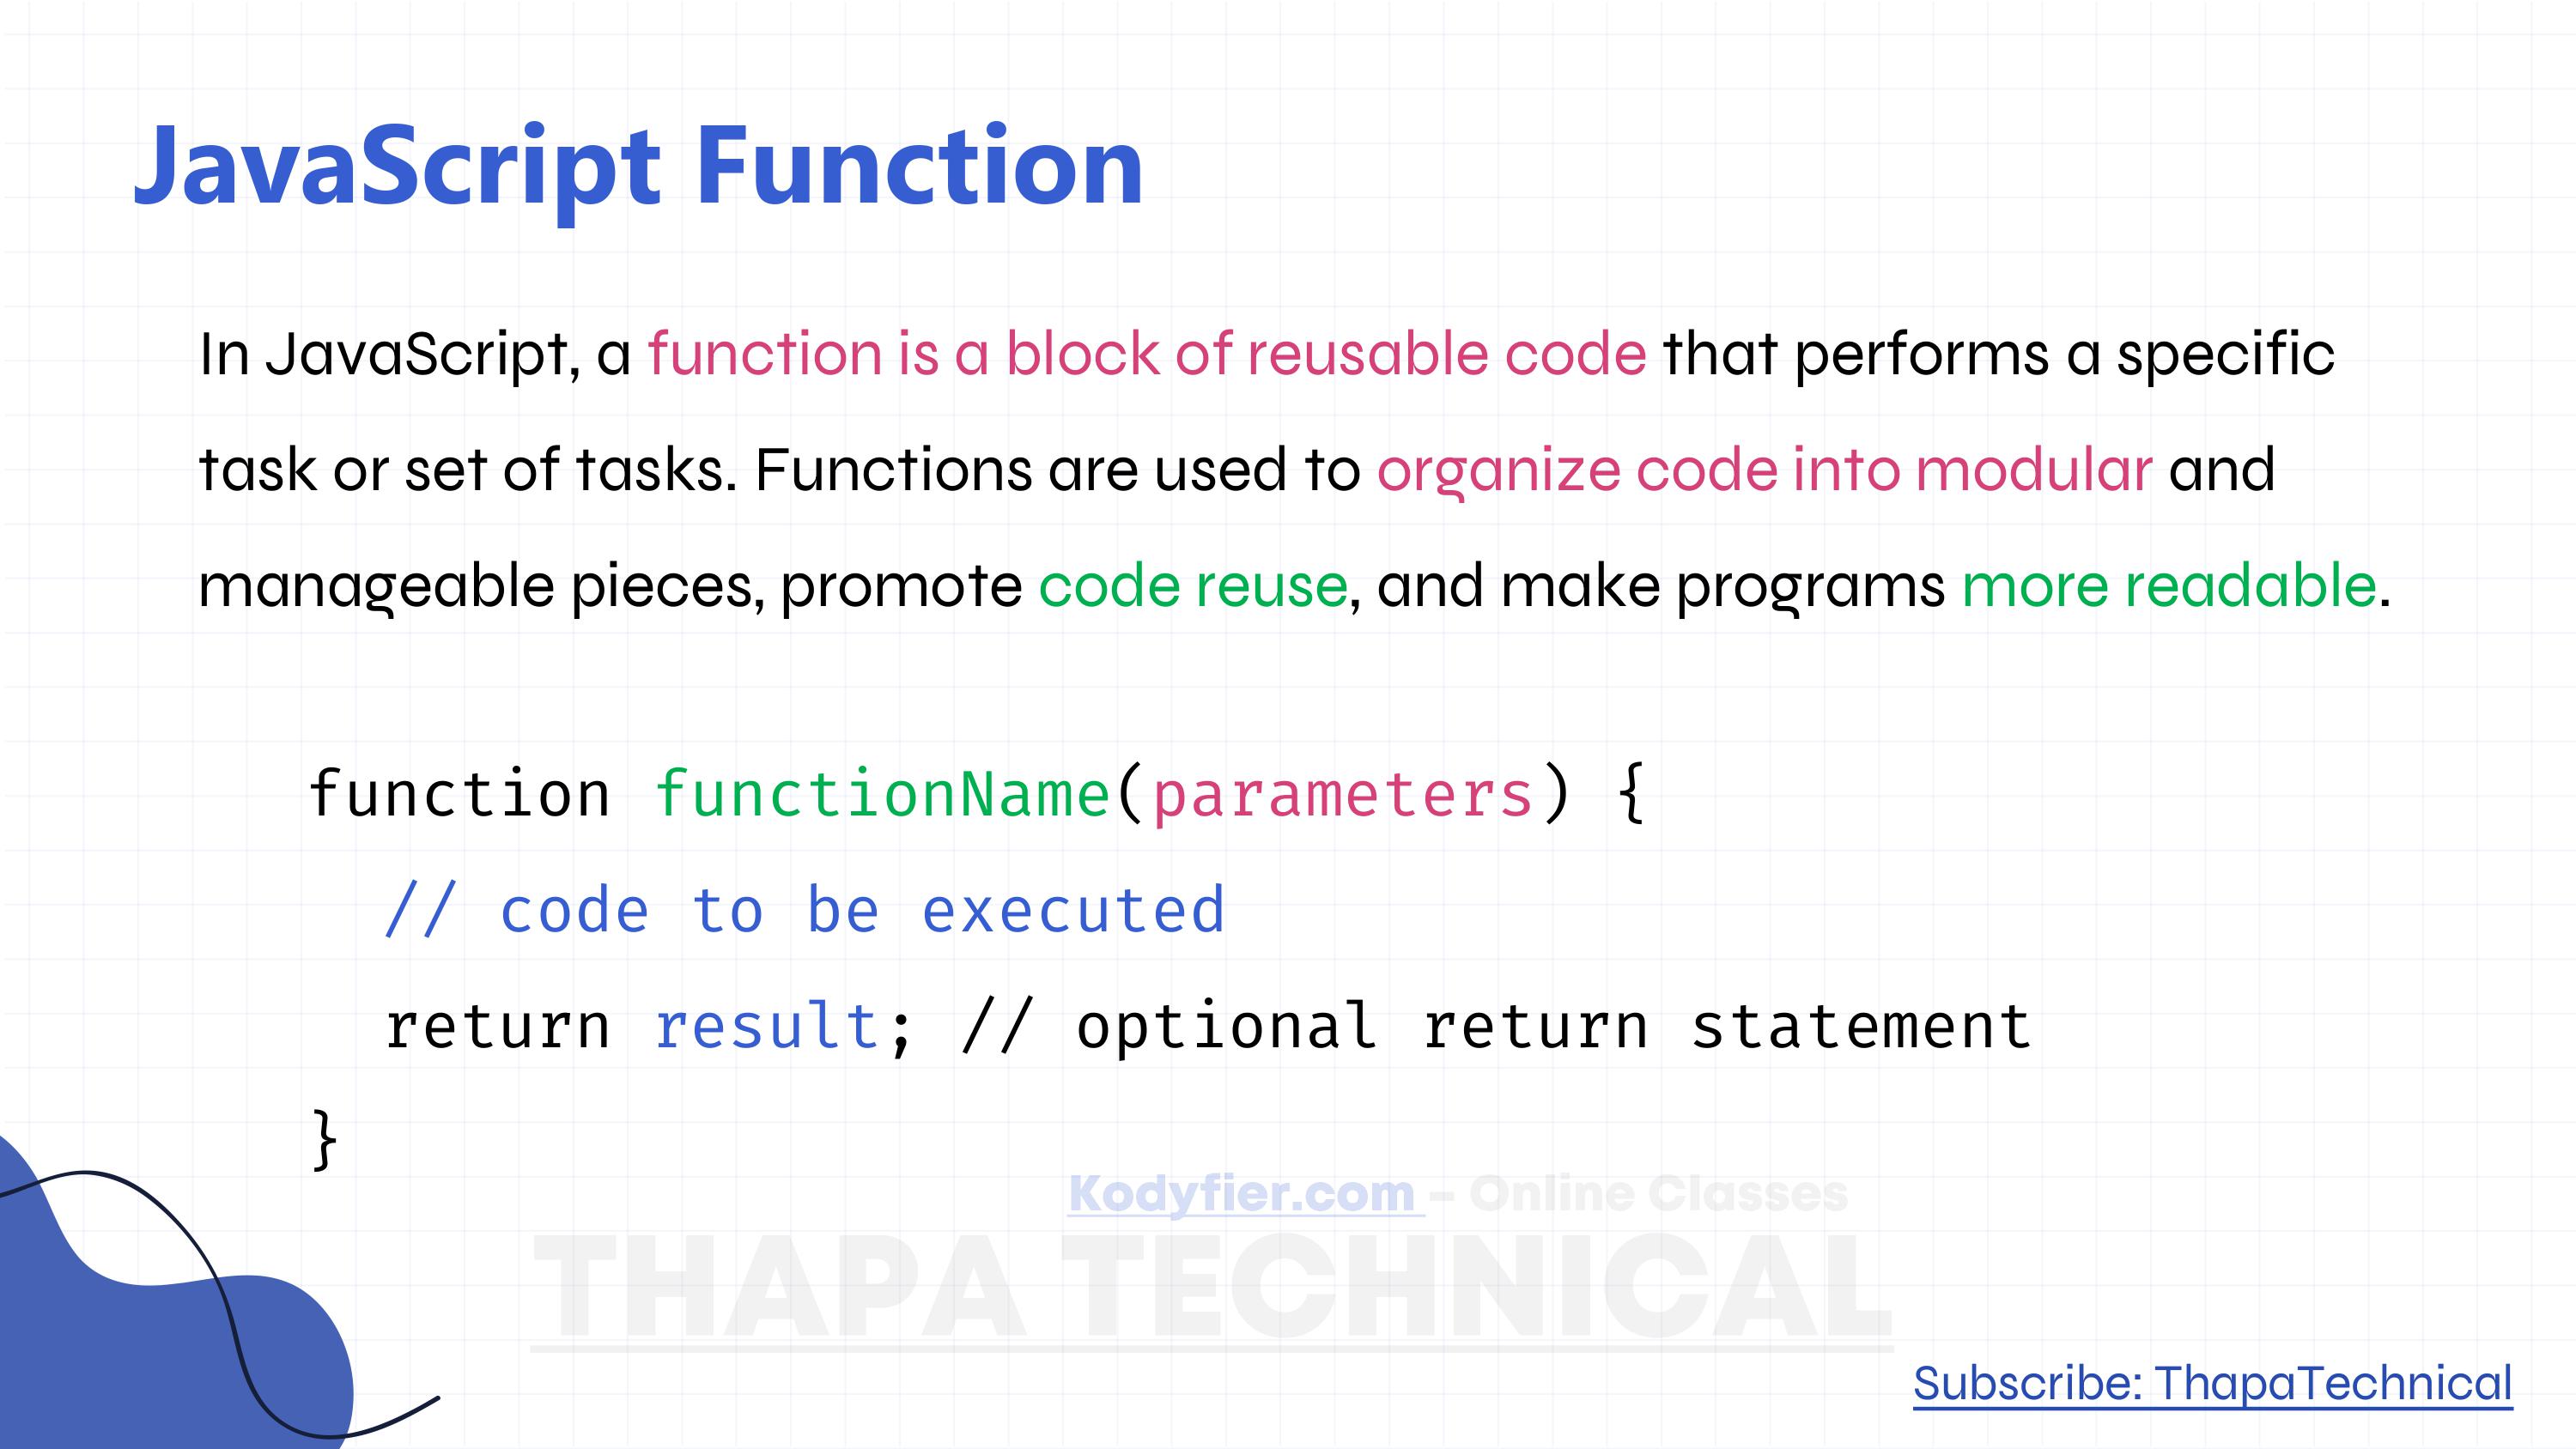 JavaScript Function
In JavaScript, a function is a block of reusable code that performs a specific
task or set of tasks. Functions are used to organize code into modular and
manageable pieces, promote code reuse, and make programs more readable.
function functionName(parameters) {
  // code to be executed
  return result; // optional return statement
}
Kodyfier.com – Online Classes
THAPA TECHNICAL
Subscribe: ThapaTechnical